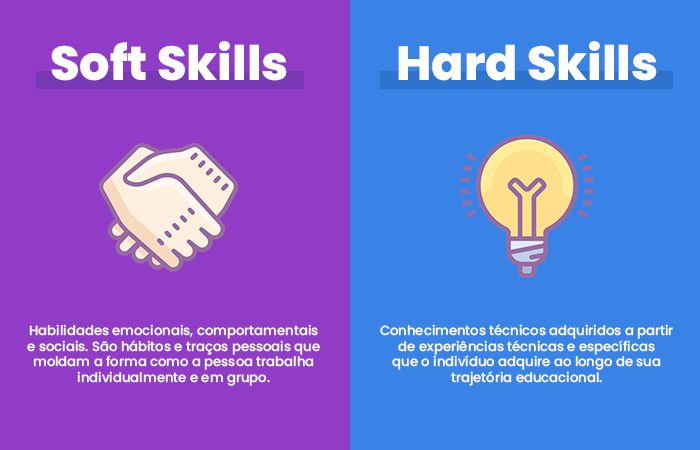 Soft Skills
Habilidades emocionais, comportamentais
e sociais. São hábitos e traços pessoais que
moldam a forma como a pessoa trabalha
individualmente e em grupo.
Hard Skills
Conhecimentos técnicos adquiridos a partir
de experiências técnicas e específicas
que o indivíduo adquire ao longo de sua
trajetória educacional.